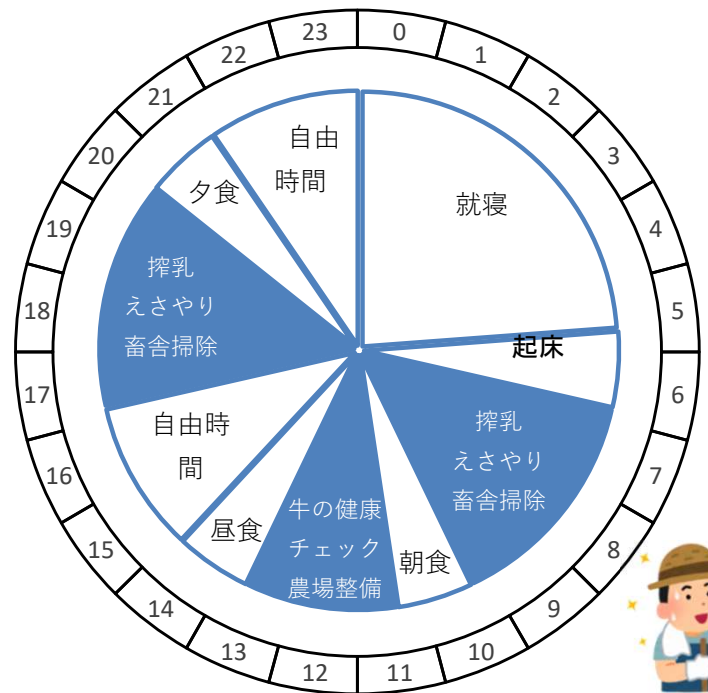 0
1
2
3
4
5
6
7
8
9
10
11
12
13
14
15
16
17
18
19
20
21
22
23
就寝
起床
搾乳
えさやり
畜舎掃除
朝食
牛の健康
チェック
農場整備
昼食
自由時
間
搾乳
えさやり
畜舎掃除
夕食
自由
時間